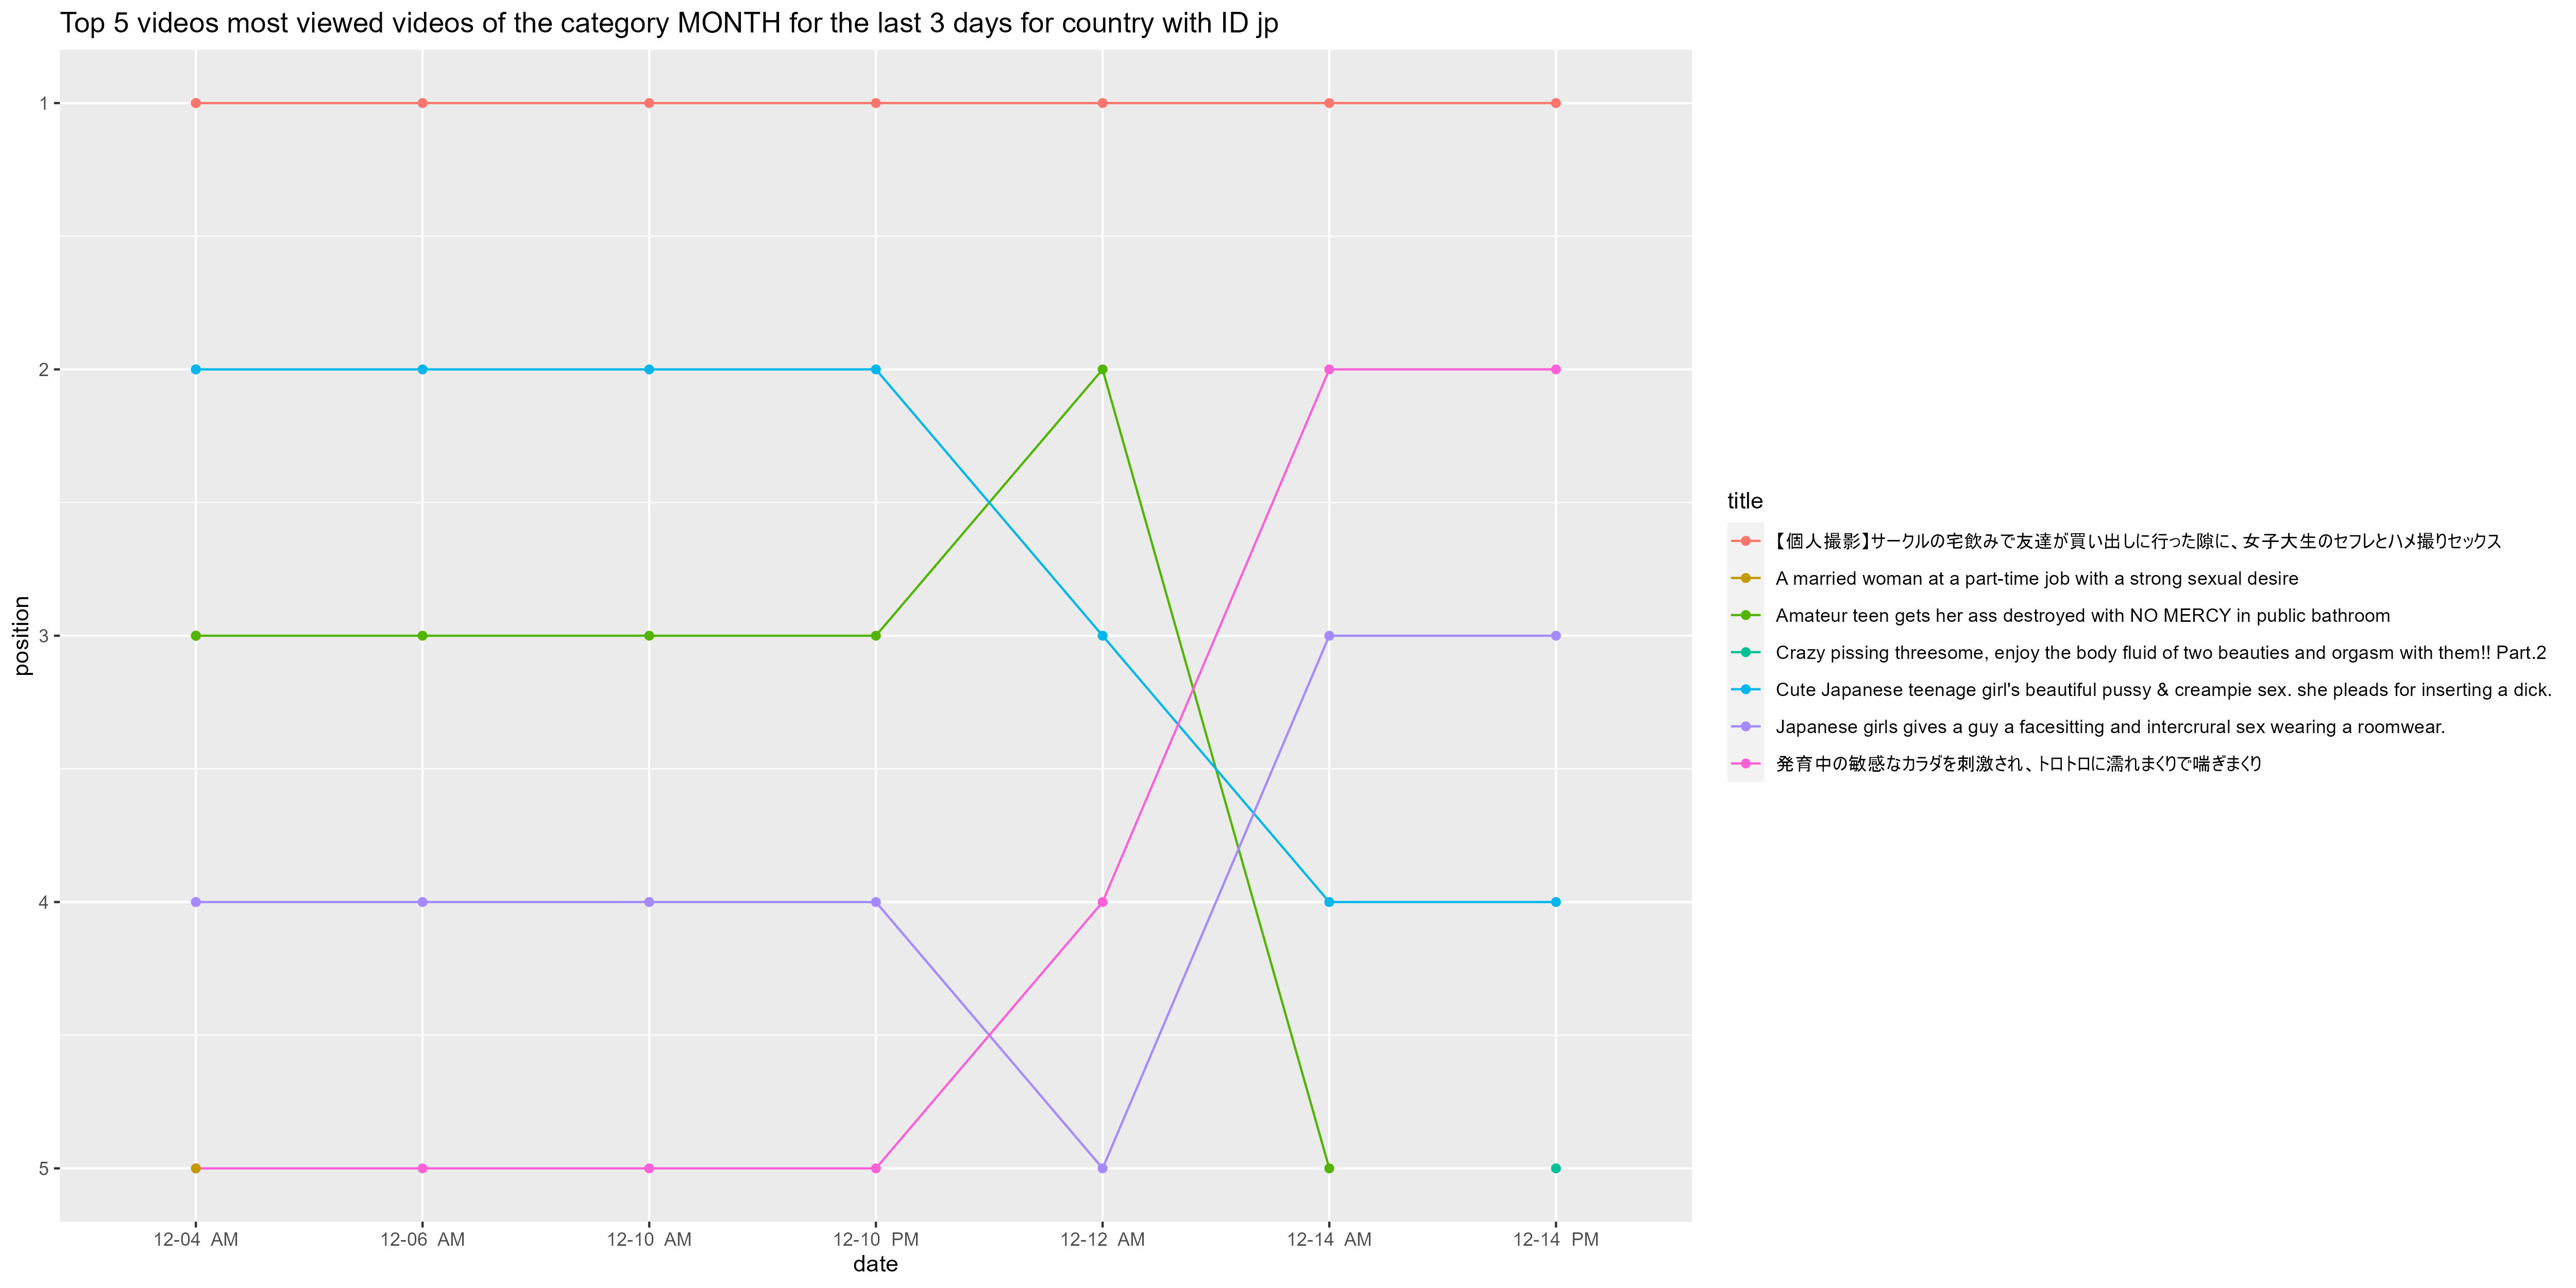 Top 5 videos most viewed videos of the category MONTH for the last 3 days for country with ID jp
position
1
2
3
4
5
12-04 AM
12-06 AM
12-10 AM
12-10 PM
12-12 AM
12-14 AM
12-14 PM
date
title
【個人撮影】サークルの宅飲みで友達が買い出しに行った隙に、女子大生のセフレとハメ撮りセックス
A married woman at a part-time job with a strong sexual desire
Amateur teen gets her ass destroyed with NO MERCY in public bathroom
Crazy pissing threesome, enjoy the body fluid of two beauties and orgasm with them!! Part.2
Cute Japanese teenage girl's beautiful pussy & creampie sex. she pleads for inserting a dick.
Japanese girls gives a guy a facesitting and intercrural sex wearing a roomwear.
発育中の敏感なカラダを刺激され、トロトロに濡れまくりで喘ぎまくり